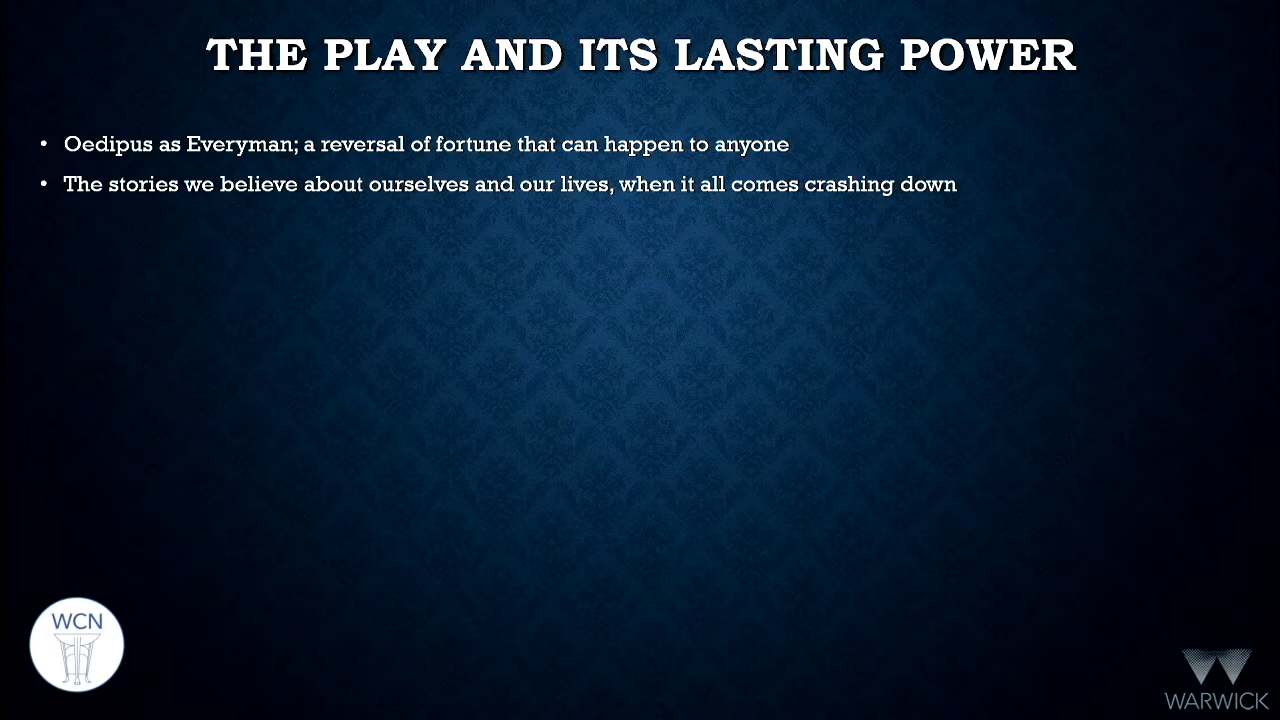 THE PLAY AND ITS LASTING POWER
• Oedipus as Everyman; a reversal of fortune that can happen to anyone
• The stories we believe about ourselves and our lives, when it all comes crashing down
WCN
WARWICK